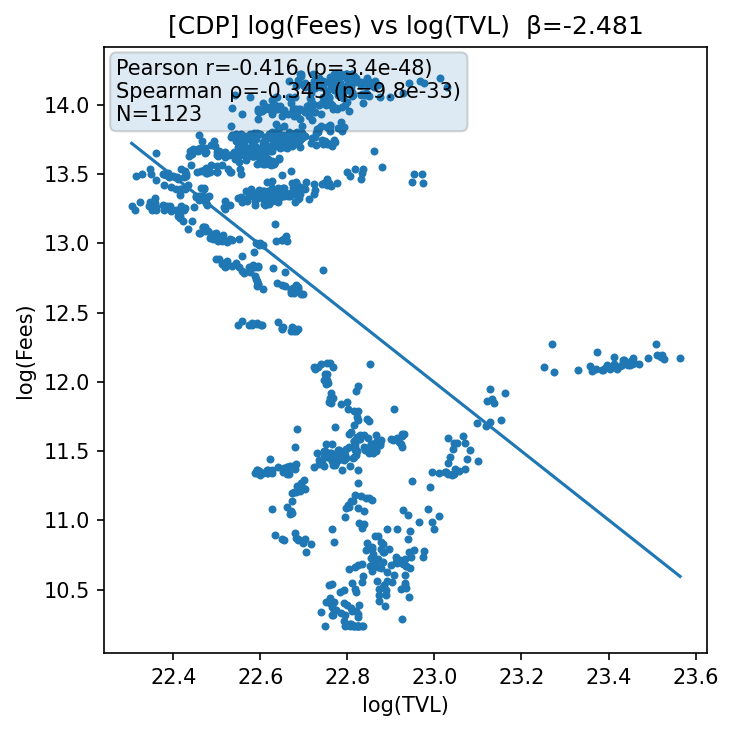 [CDP] log(Fees) vs log(TVL)  β=-2.481
Pearson r=-0.416 (p=3.4e-48)
Spearman ρ=-0.345 (p=9.8e-33)
N=1123
14.0
13.5
13.0
12.5
12.0
11.5
11.0
10.5
log(Fees)
22.4 22.6 22.8 23.0 23.2 23.4 23.6
log(TVL)